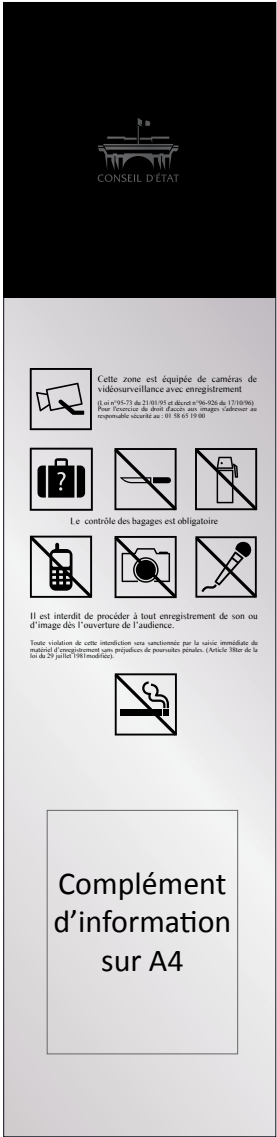 CONSEIL D'ÉTAT
Cette zone est équipée de caméras de
vidéosurveillance avec enregistrement
(Loi n°95-73 du 21/01/95 et décret n°96-926 du 17/10/96)
Pour l'exercice du droit d'accès aux images s'adresser au
responsable sécurité au : 01 58 65 19 00
?
Le contrôle des bagages est obligatoire
Il est interdit de procéder à tout enregistrement de son ou
d'image dès l'ouverture de l'audience.
Toute violation de cette interdiction sera sanctionnée par la saisie immédiate du
matériel d'enregistrement sans préjudices de poursuites pénales. (Article 38ter de la
loi du 29 juillet 1981modifiée).
Complément
d'information
sur A4